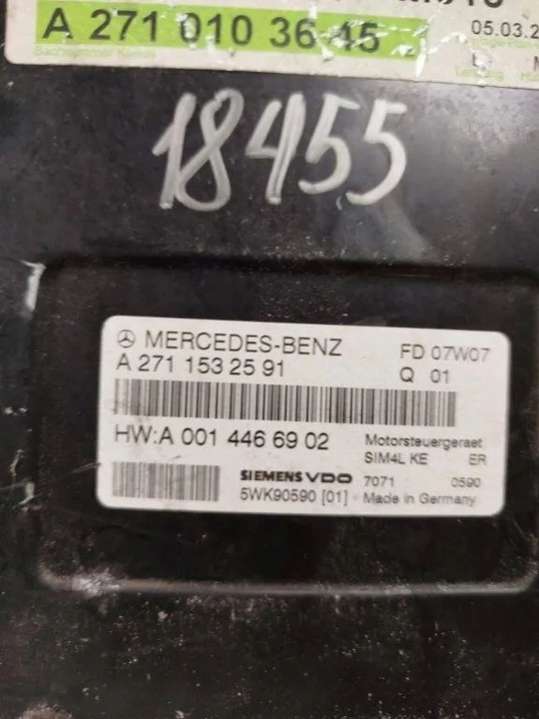 A 271 010 36 45
05.03.2
18455
MERCEDES-BENZ FD 07W07
A 271 153 25 91 Q 01
HW:A 001 446 69 02 Motorsteuergeraet
SIM4L KE ER
SIEMENS VDO 7071 0590
5WK90590 [01] Made in Germany